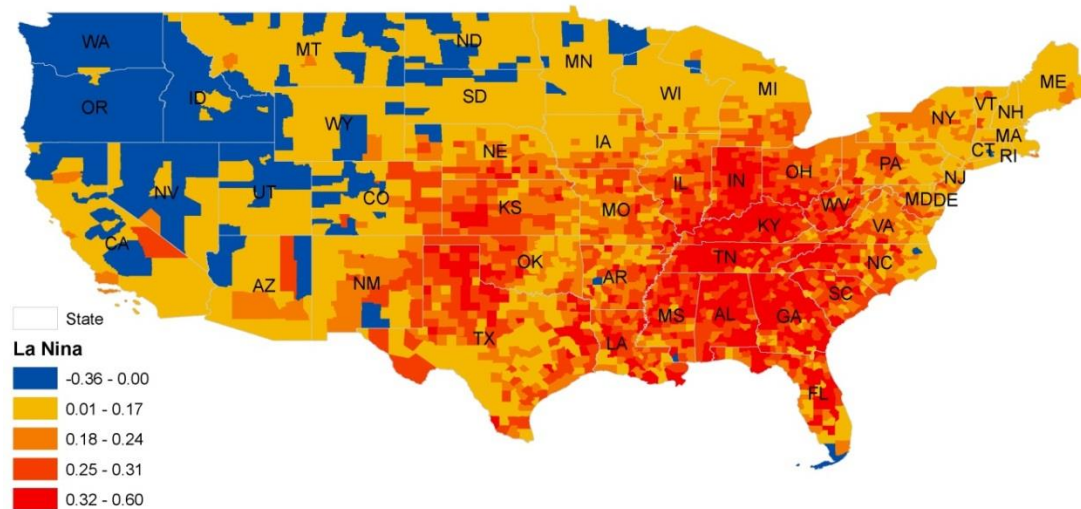 WA
MT
ND
MN
ME
OR
ID
SD
WI
MI
VT
NH
NY
MA
WY
CT
RI
NE
IA
PA
NJ
NV
UT
CO
IL
IN
OH
MD
DE
KS
MO
WV
VA
CA
KY
AZ
NM
OK
AR
TN
NC
SC
TX
LA
MS
AL
GA
FL
State
La Nina
-0.36 - 0.00
0.01 - 0.17
0.18 - 0.24
0.25 - 0.31
0.32 - 0.60